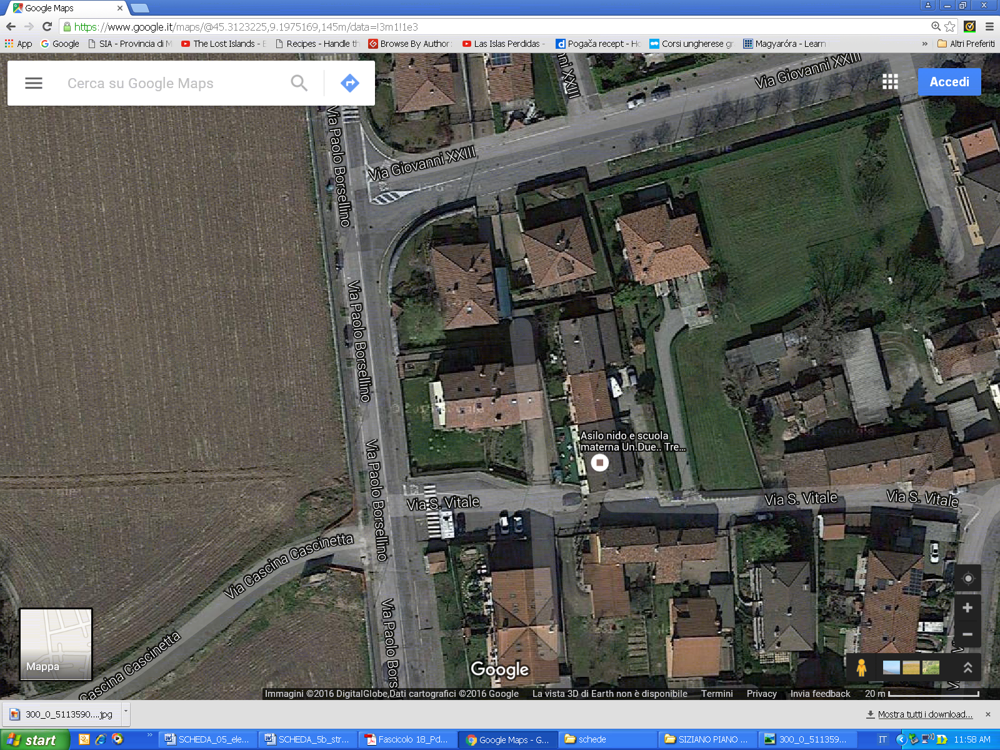 Google Maps
https://www.google.it/maps/@45.3123225,9.1975169,145m/data=!3m1!1e3
App
Google
SIA - Provincia di M
The Lost Islands - E
Recipes - Handle th
Browse By Author:
Las Islas Perdidas -
Pogača recept - Ho
Corsi ungherese gr
Magyaróra - Learn
»
Altri Preferiti
Cerca su Google Maps
Accedi
nni XXIII
Via Giovanni XXIII
Via Paolo Borsellino
Via Giovanni XXIII
Via Paolo Borsellino
Asilo nido e scuola
materna Un.Due.. Tre...
Via Paolo Borsellino
Via S. Vitale
Via S. Vitale
Via S. Vitale
Via Cascina Cascinetta
Via Paolo Bors
Cascina Cascinetta
Mappa
Google
Immagini ©2016 DigitalGlobe,Dati cartografici ©2016 Google
La vista 3D di Earth non è disponibile
Termini
Privacy
Invia feedback
20 m
300_0_5113590....jpg
Mostra tutti i download...
start
»
SCHEDA_05_ele...
SCHEDA_5b_str...
Fascicolo 18_Pd...
Google Maps - G...
schede
SIZIANO PIANO ...
300_0_511359...
IT
11:58 AM